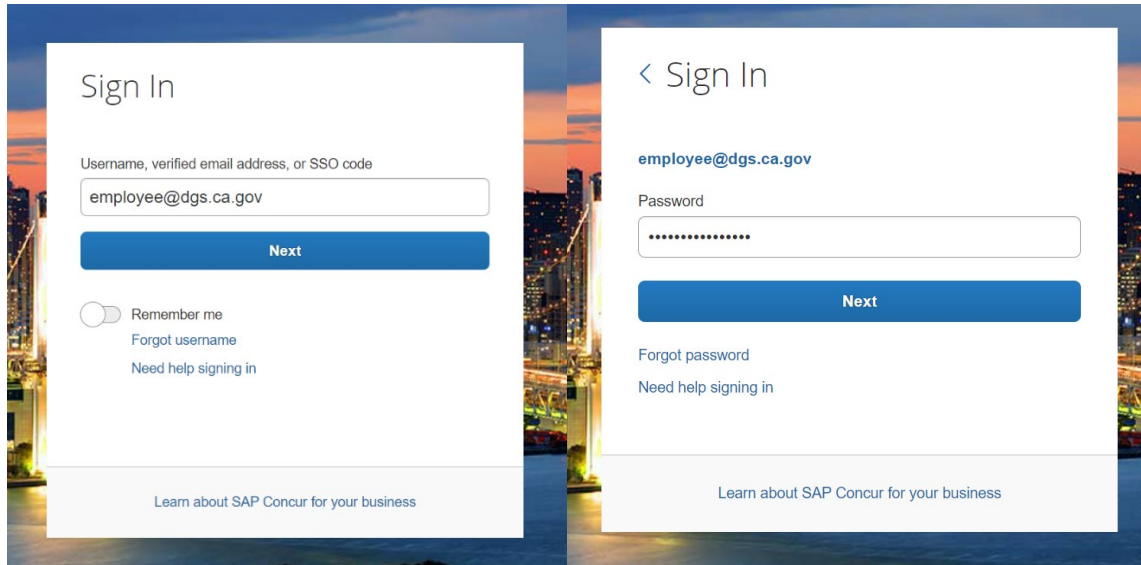 Sign In
Username, verified email address, or SSO code
employee@dgs.ca.gov
Next
Remember me
Forgot username
Need help signing in
Learn about SAP Concur for your business
< Sign In
employee@dgs.ca.gov
Password
••••••••••••••••
Next
Forgot password
Need help signing in
Learn about SAP Concur for your business